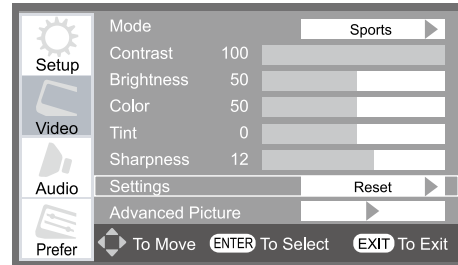 Setup
Video
Audio
Prefer
Mode Sports
Contrast 100
Brightness 50
Color 50
Tint 0
Sharpness 12
Settings Reset
Advanced Picture
To Move ENTER To Select EXIT To Exit